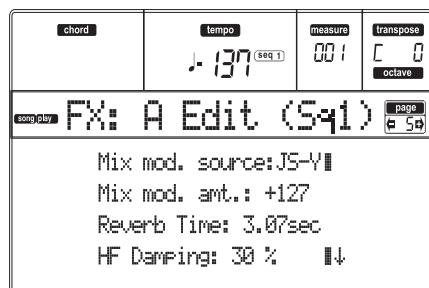 chord tempo measure transpose
♩- 137 seq 1 001 C 0
octave
song play FX: A Edit (Sq1) page 5
Mix mod. source:JS-Y
Mix mod. amt.: +127
Reverb Time: 3.07sec
HF Damping: 30 % ↓